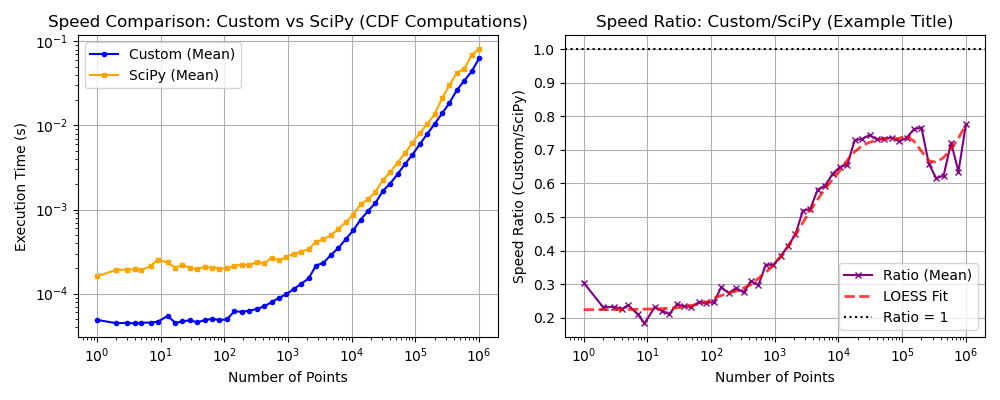 Speed Comparison: Custom vs SciPy (CDF Computations)
Execution Time (s)
10⁻¹
10⁻²
10⁻³
10⁻⁴
Custom (Mean)
SciPy (Mean)
10⁰ 10¹ 10² 10³ 10⁴ 10⁵ 10⁶
Number of Points
Speed Ratio: Custom/SciPy (Example Title)
Speed Ratio (Custom/SciPy)
1.0
0.9
0.8
0.7
0.6
0.5
0.4
0.3
0.2
Ratio (Mean)
LOESS Fit
Ratio = 1
10⁰ 10¹ 10² 10³ 10⁴ 10⁵ 10⁶
Number of Points